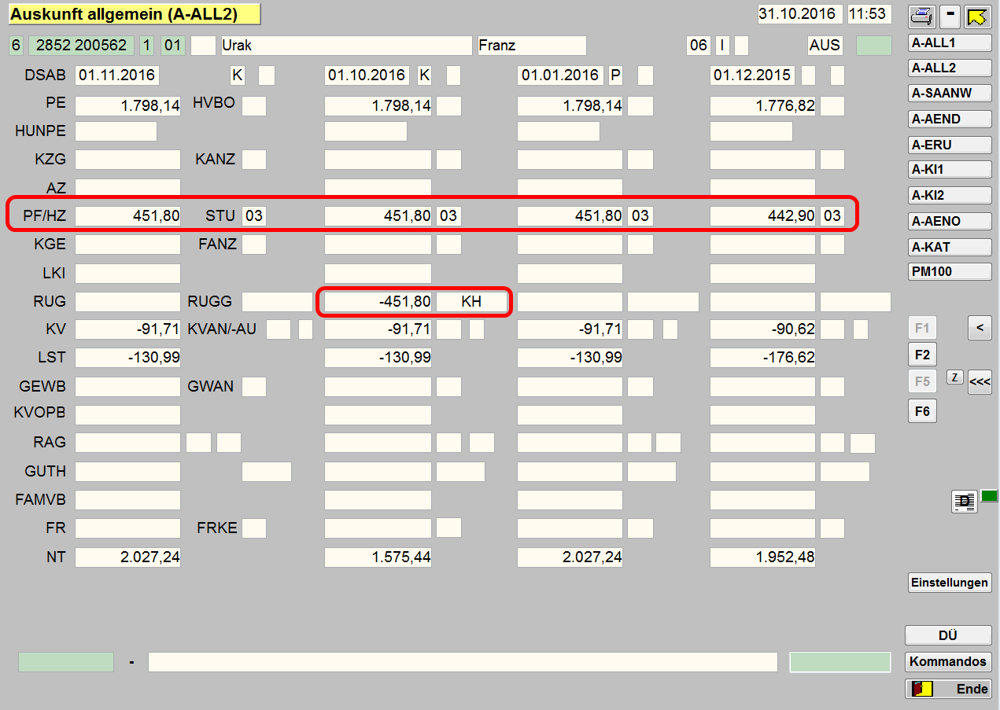 Auskunft allgemein (A-ALL2) 31.10.2016 11:53
6 2852 200562 1 01 Urak Franz 06 I AUS
DSAB 01.11.2016 K 01.10.2016 K 01.01.2016 P 01.12.2015
PE 1.798,14 HVBO 1.798,14 1.798,14 1.776,82
HUNPE
KZG KANZ
AZ
PF/HZ 451,80 STU 03 451,80 03 451,80 03 442,90 03
KGE FANZ
LKI
RUG RUGG -451,80 KH
KV -91,71 KVAN/-AU -91,71 -91,71 -90,62
LST -130,99 -130,99 -130,99 -176,62
GEWB GWAN
KVOPB
RAG
GUTH
FAMVB
FR FRKE
NT 2.027,24 1.575,44 2.027,24 1.952,48
-
-
A-ALL1
A-ALL2
A-SAANW
A-AEND
A-ERU
A-KI1
A-KI2
A-AENO
A-KAT
PM100
F1 <
F2
F5 Z <<<
F6
D
Einstellungen
DÜ
Kommandos
Ende